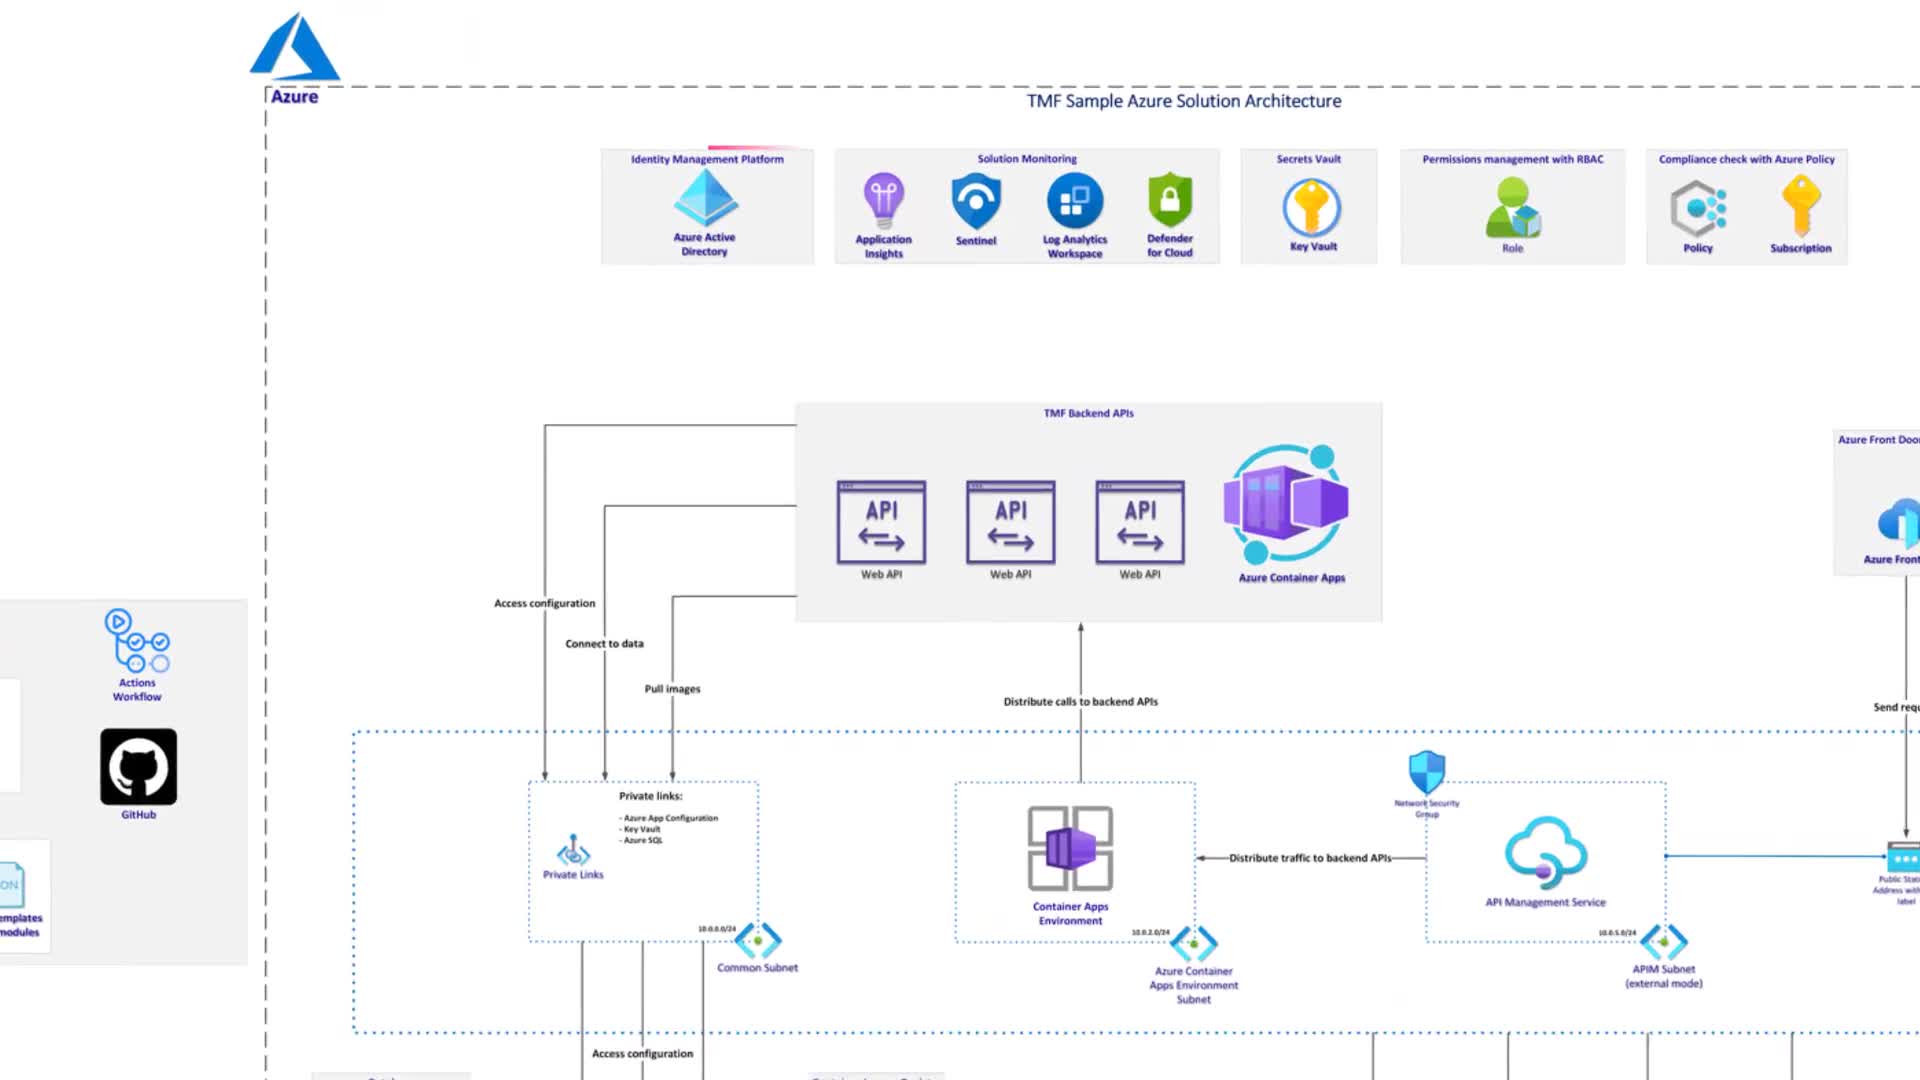 Azure
TMF Sample Azure Solution Architecture
Identity Management Platform
Azure Active
Directory
Solution Monitoring
Application
Insights
Sentinel
Log Analytics
Workspace
Defender
for Cloud
Secrets Vault
Key Vault
Permissions management with RBAC
Role
Compliance check with Azure Policy
Policy
Subscription
TMF Backend APIs
API
Web API
API
Web API
API
Web API
Azure Container Apps
Azure Front Doo
Azure Front
Access configuration
Connect to data
Pull images
Distribute calls to backend APIs
Send requ
Actions
Workflow
GitHub
ON
emplates
modules
Private links:
- Azure App Configuration
- Key Vault
- Azure SQL
Private Links
10.0.0.0/24
Common Subnet
Container Apps
Environment
10.0.2.0/24
Azure Container
Apps Environment
Subnet
Distribute traffic to backend APIs
Network Security
Group
API Management Service
10.0.5.0/24
APIM Subnet
(external mode)
Public Stat
Address with
label
Access configuration